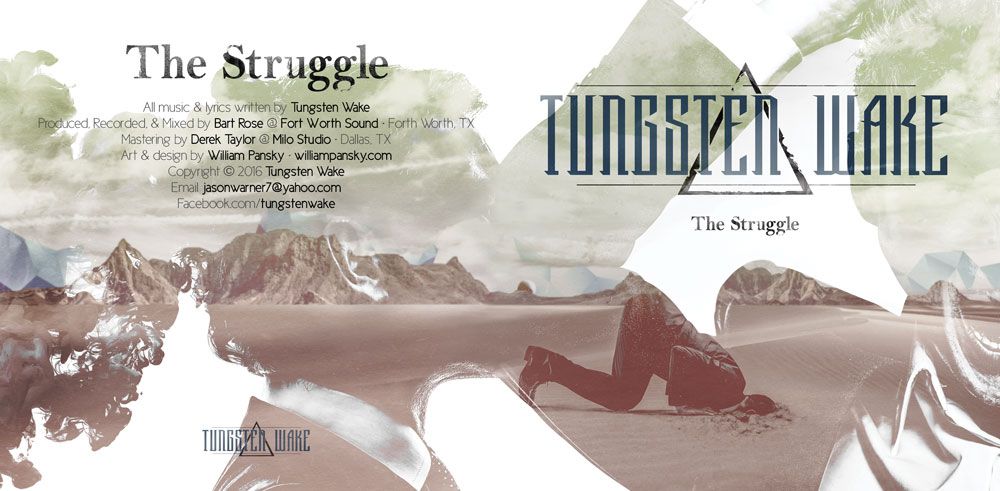 The Struggle
All music & lyrics written by Tungsten Wake
Produced, Recorded, & Mixed by Bart Rose @ Fort Worth Sound · Forth Worth, TX
Mastering by Derek Taylor @ Milo Studio · Dallas, TX
Art & design by William Pansky · williampansky.com
Copyright © 2016 Tungsten Wake
Email jasonwarner7@yahoo.com
Facebook.com/tungstenwake
TUNGSTEN WAKE
TUNGSTEN WAKE
The Struggle